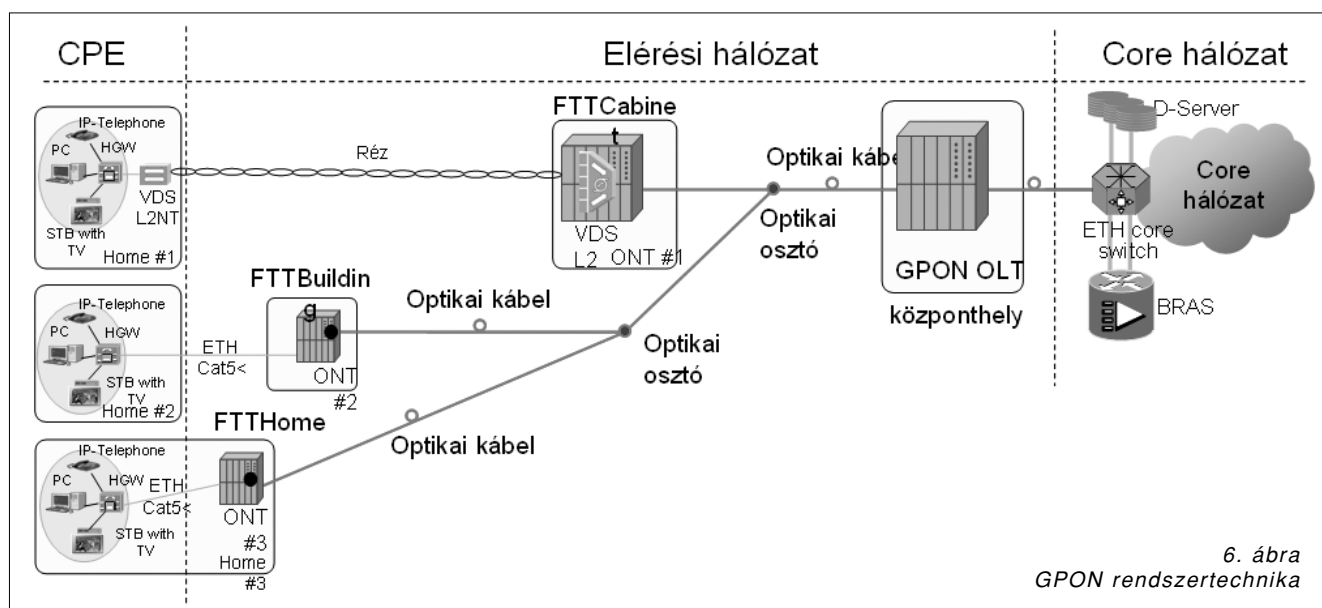 CPE
Elérési hálózat
Core hálózat
IP-Telephone
PC
HGW
VDS
L2NT
STB with
TV
Home #1
Réz
FTTCabine
t
VDS
L2
ONT #1
Optikai kábel
Optikai
osztó
GPON OLT
központhely
D-Server
Core
hálózat
ETH core
switch
BRAS
IP-Telephone
PC
HGW
STB with
TV
Home #2
ETH
Cat5<
FTTBuildin
g
ONT
#2
Optikai kábel
Optikai
osztó
FTTHome
Optikai kábel
IP-Telephone
PC
HGW
ETH
Cat5<
STB with
TV
ONT
#3
Home
#3
6. ábra
GPON rendszertechnika